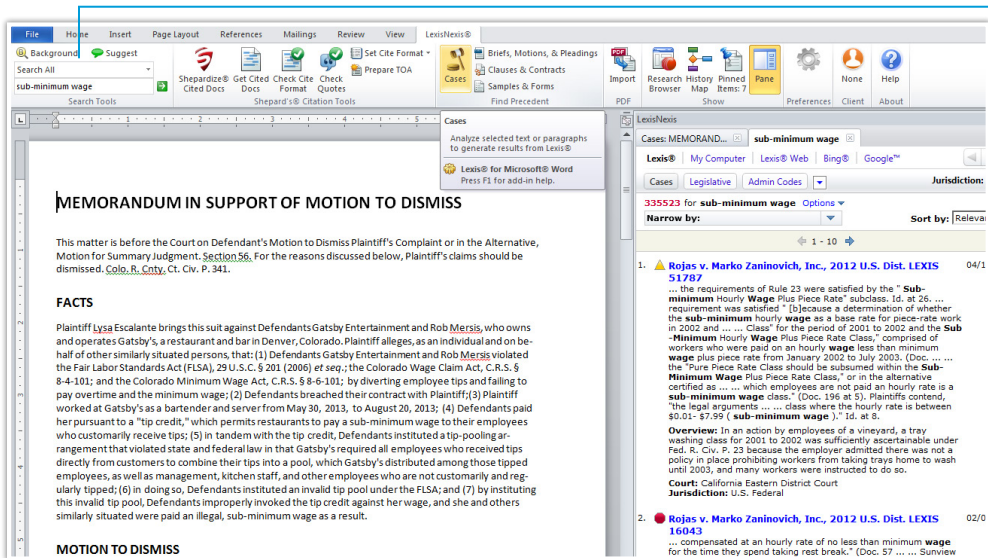 File Home Insert Page Layout References Mailings Review View LexisNexis®
Background Suggest
Search All
sub-minimum wage
Search Tools
Shepardize® Cited Docs
Get Cited Docs
Check Cite Format
Check Quotes
Set Cite Format
Prepare TOA
Shepard's® Citation Tools
Cases
Briefs, Motions, & Pleadings
Clauses & Contracts
Samples & Forms
Find Precedent
PDF
Import
PDF
Research Browser
History Map
Pinned Items: 7
Pane
Show
Preferences
None
Client
Help
About
L
1 2 3 4 5
Cases
Analyze selected text or paragraphs
to generate results from Lexis®
Lexis® for Microsoft® Word
Press F1 for add-in help.
MEMORANDUM IN SUPPORT OF MOTION TO DISMISS
This matter is before the Court on Defendant's Motion to Dismiss Plaintiff's Complaint or in the Alternative,
Motion for Summary Judgment. Section 56. For the reasons discussed below, Plaintiff's claims should be
dismissed. Colo. R. Cnty. Ct. Civ. P. 341.
FACTS
Plaintiff Lysa Escalante brings this suit against Defendants Gatsby Entertainment and Rob Mersis, who owns
and operates Gatsby's, a restaurant and bar in Denver, Colorado. Plaintiff alleges, as an individual and on be-
half of other similarly situated persons, that: (1) Defendants Gatsby Entertainment and Rob Mersis violated
the Fair Labor Standards Act (FLSA), 29 U.S.C. § 201 (2006) et seq.; the Colorado Wage Claim Act, C.R.S. §
8-4-101; and the Colorado Minimum Wage Act, C.R.S. § 8-6-101; by diverting employee tips and failing to
pay overtime and the minimum wage; (2) Defendants breached their contract with Plaintiff;(3) Plaintiff
worked at Gatsby's as a bartender and server from May 30, 2013, to August 20, 2013; (4) Defendants paid
her pursuant to a "tip credit," which permits restaurants to pay a sub-minimum wage to their employees
who customarily receive tips; (5) in tandem with the tip credit, Defendants instituted a tip-pooling ar-
rangement that violated state and federal law in that Gatsby's required all employees who received tips
directly from customers to combine their tips into a pool, which Gatsby's distributed among those tipped
employees, as well as management, kitchen staff, and other employees who are not customarily and reg-
ularly tipped; (6) in doing so, Defendants instituted an invalid tip pool under the FLSA; and (7) by instituting
this invalid tip pool, Defendants improperly invoked the tip credit against her wage, and she and others
similarly situated were paid an illegal, sub-minimum wage as a result.
MOTION TO DISMISS
LexisNexis
Cases: MEMORAND... sub-minimum wage
Lexis® My Computer Lexis® Web Bing® Google™
Cases Legislative Admin Codes Jurisdiction:
335523 for sub-minimum wage Options
Narrow by: Sort by: Relevan
1 - 10
1. Rojas v. Marko Zaninovich, Inc., 2012 U.S. Dist. LEXIS 04/1
51787
... the requirements of Rule 23 were satisfied by the " Sub-
minimum Hourly Wage Plus Piece Rate" subclass. Id. at 26. ...
requirement was satisfied " [b]ecause a determination of whether
the sub-minimum hourly wage as a base rate for piece-rate work
in 2002 and ... ... Class" for the period of 2001 to 2002 and the Sub
-Minimum Hourly Wage Plus Piece Rate Class," comprised of
workers who were paid on an hourly wage less than minimum
wage plus piece rate from January 2002 to July 2003. (Doc. ... ...
the "Pure Piece Rate Class should be subsumed within the Sub-
Minimum Wage Plus Piece Rate Class," or in the alternative
certified as ... ... which employees are not paid an hourly rate is a
sub-minimum wage class." (Doc. 196 at 5). Plaintiffs contend,
"the legal arguments ... ... class where the hourly rate is between
$0.01- $7.99 ( sub-minimum wage )." Id. at 8.
Overview: In an action by employees of a vineyard, a tray
washing class for 2001 to 2002 was sufficiently ascertainable under
Fed. R. Civ. P. 23 because the employer admitted there was not a
policy in place prohibiting workers from taking trays home to wash
until 2003, and many workers were instructed to do so.
Court: California Eastern District Court
Jurisdiction: U.S. Federal
2. Rojas v. Marko Zaninovich, Inc., 2012 U.S. Dist. LEXIS 02/0
16043
... compensated at an hourly rate of no less than minimum wage
for the time they spend taking rest break." (Doc. 57 ... ... Sunview